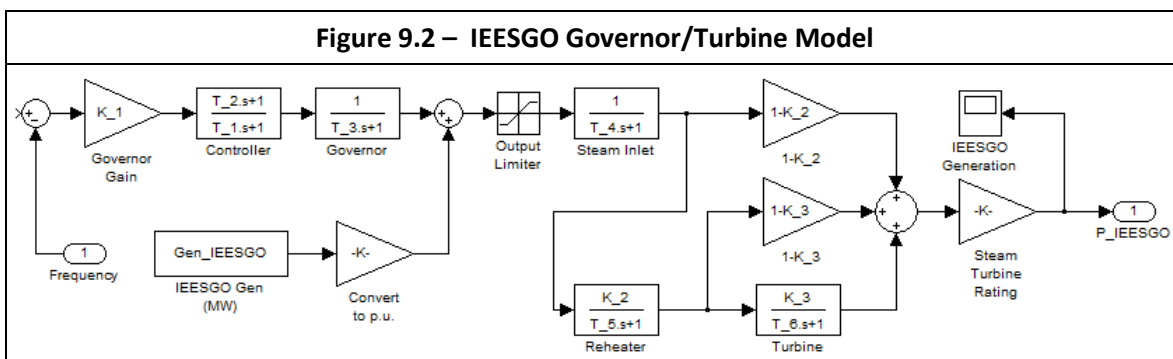 Figure 9.2 – IEESGO Governor/Turbine Model
K_1
Governor
Gain
T_2.s+1
T_1.s+1
Controller
1
T_3.s+1
Governor
Output
Limiter
1
T_4.s+1
Steam Inlet
1-K_2
1-K_2
IEESGO
Generation
1
Frequency
Gen_IEESGO
IEESGO Gen
(MW)
-K-
Convert
to p.u.
1-K_3
1-K_3
K_2
T_5.s+1
Reheater
K_3
T_6.s+1
Turbine
-K-
Steam
Turbine
Rating
1
P_IEESGO